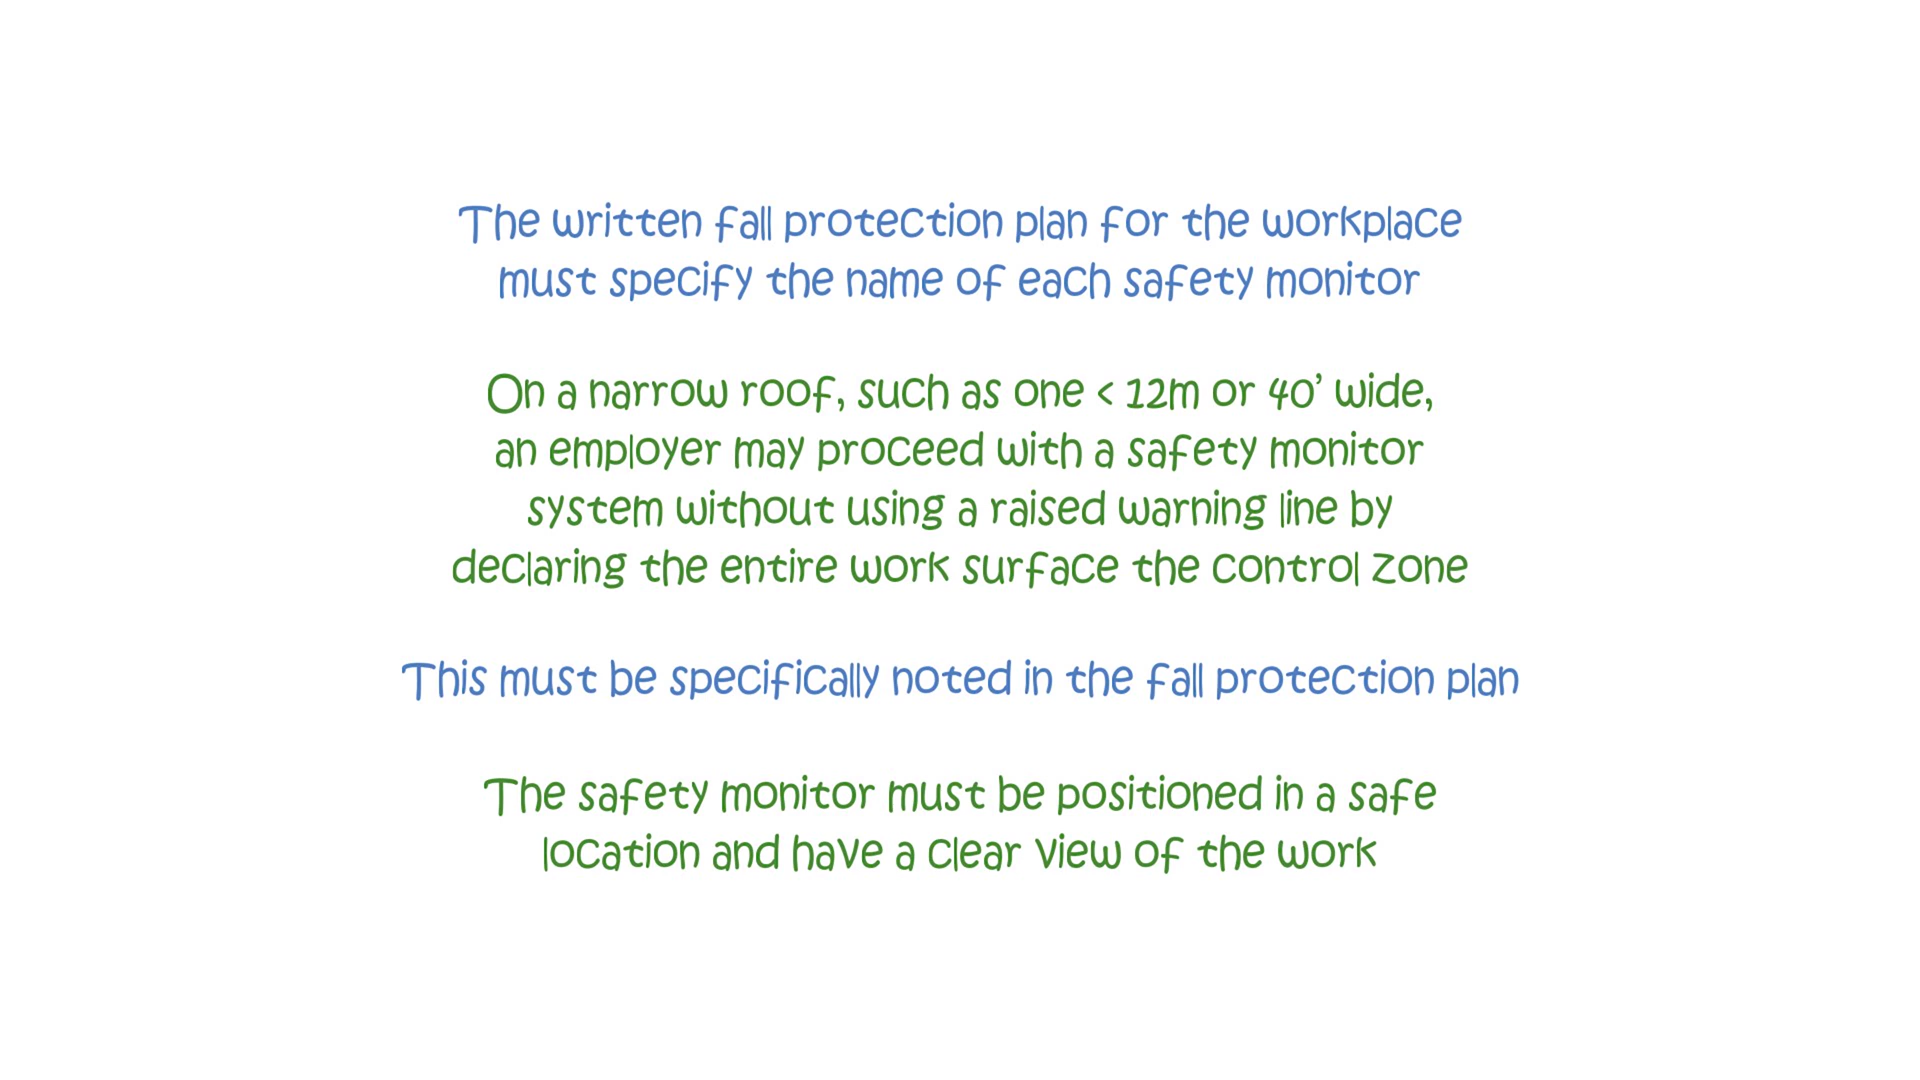 The written fall protection plan for the workplace
must specify the name of each safety monitor
On a narrow roof, such as one < 12m or 40’ wide,
an employer may proceed with a safety monitor
system without using a raised warning line by
declaring the entire work surface the control zone
This must be specifically noted in the fall protection plan
The safety monitor must be positioned in a safe
location and have a clear view of the work